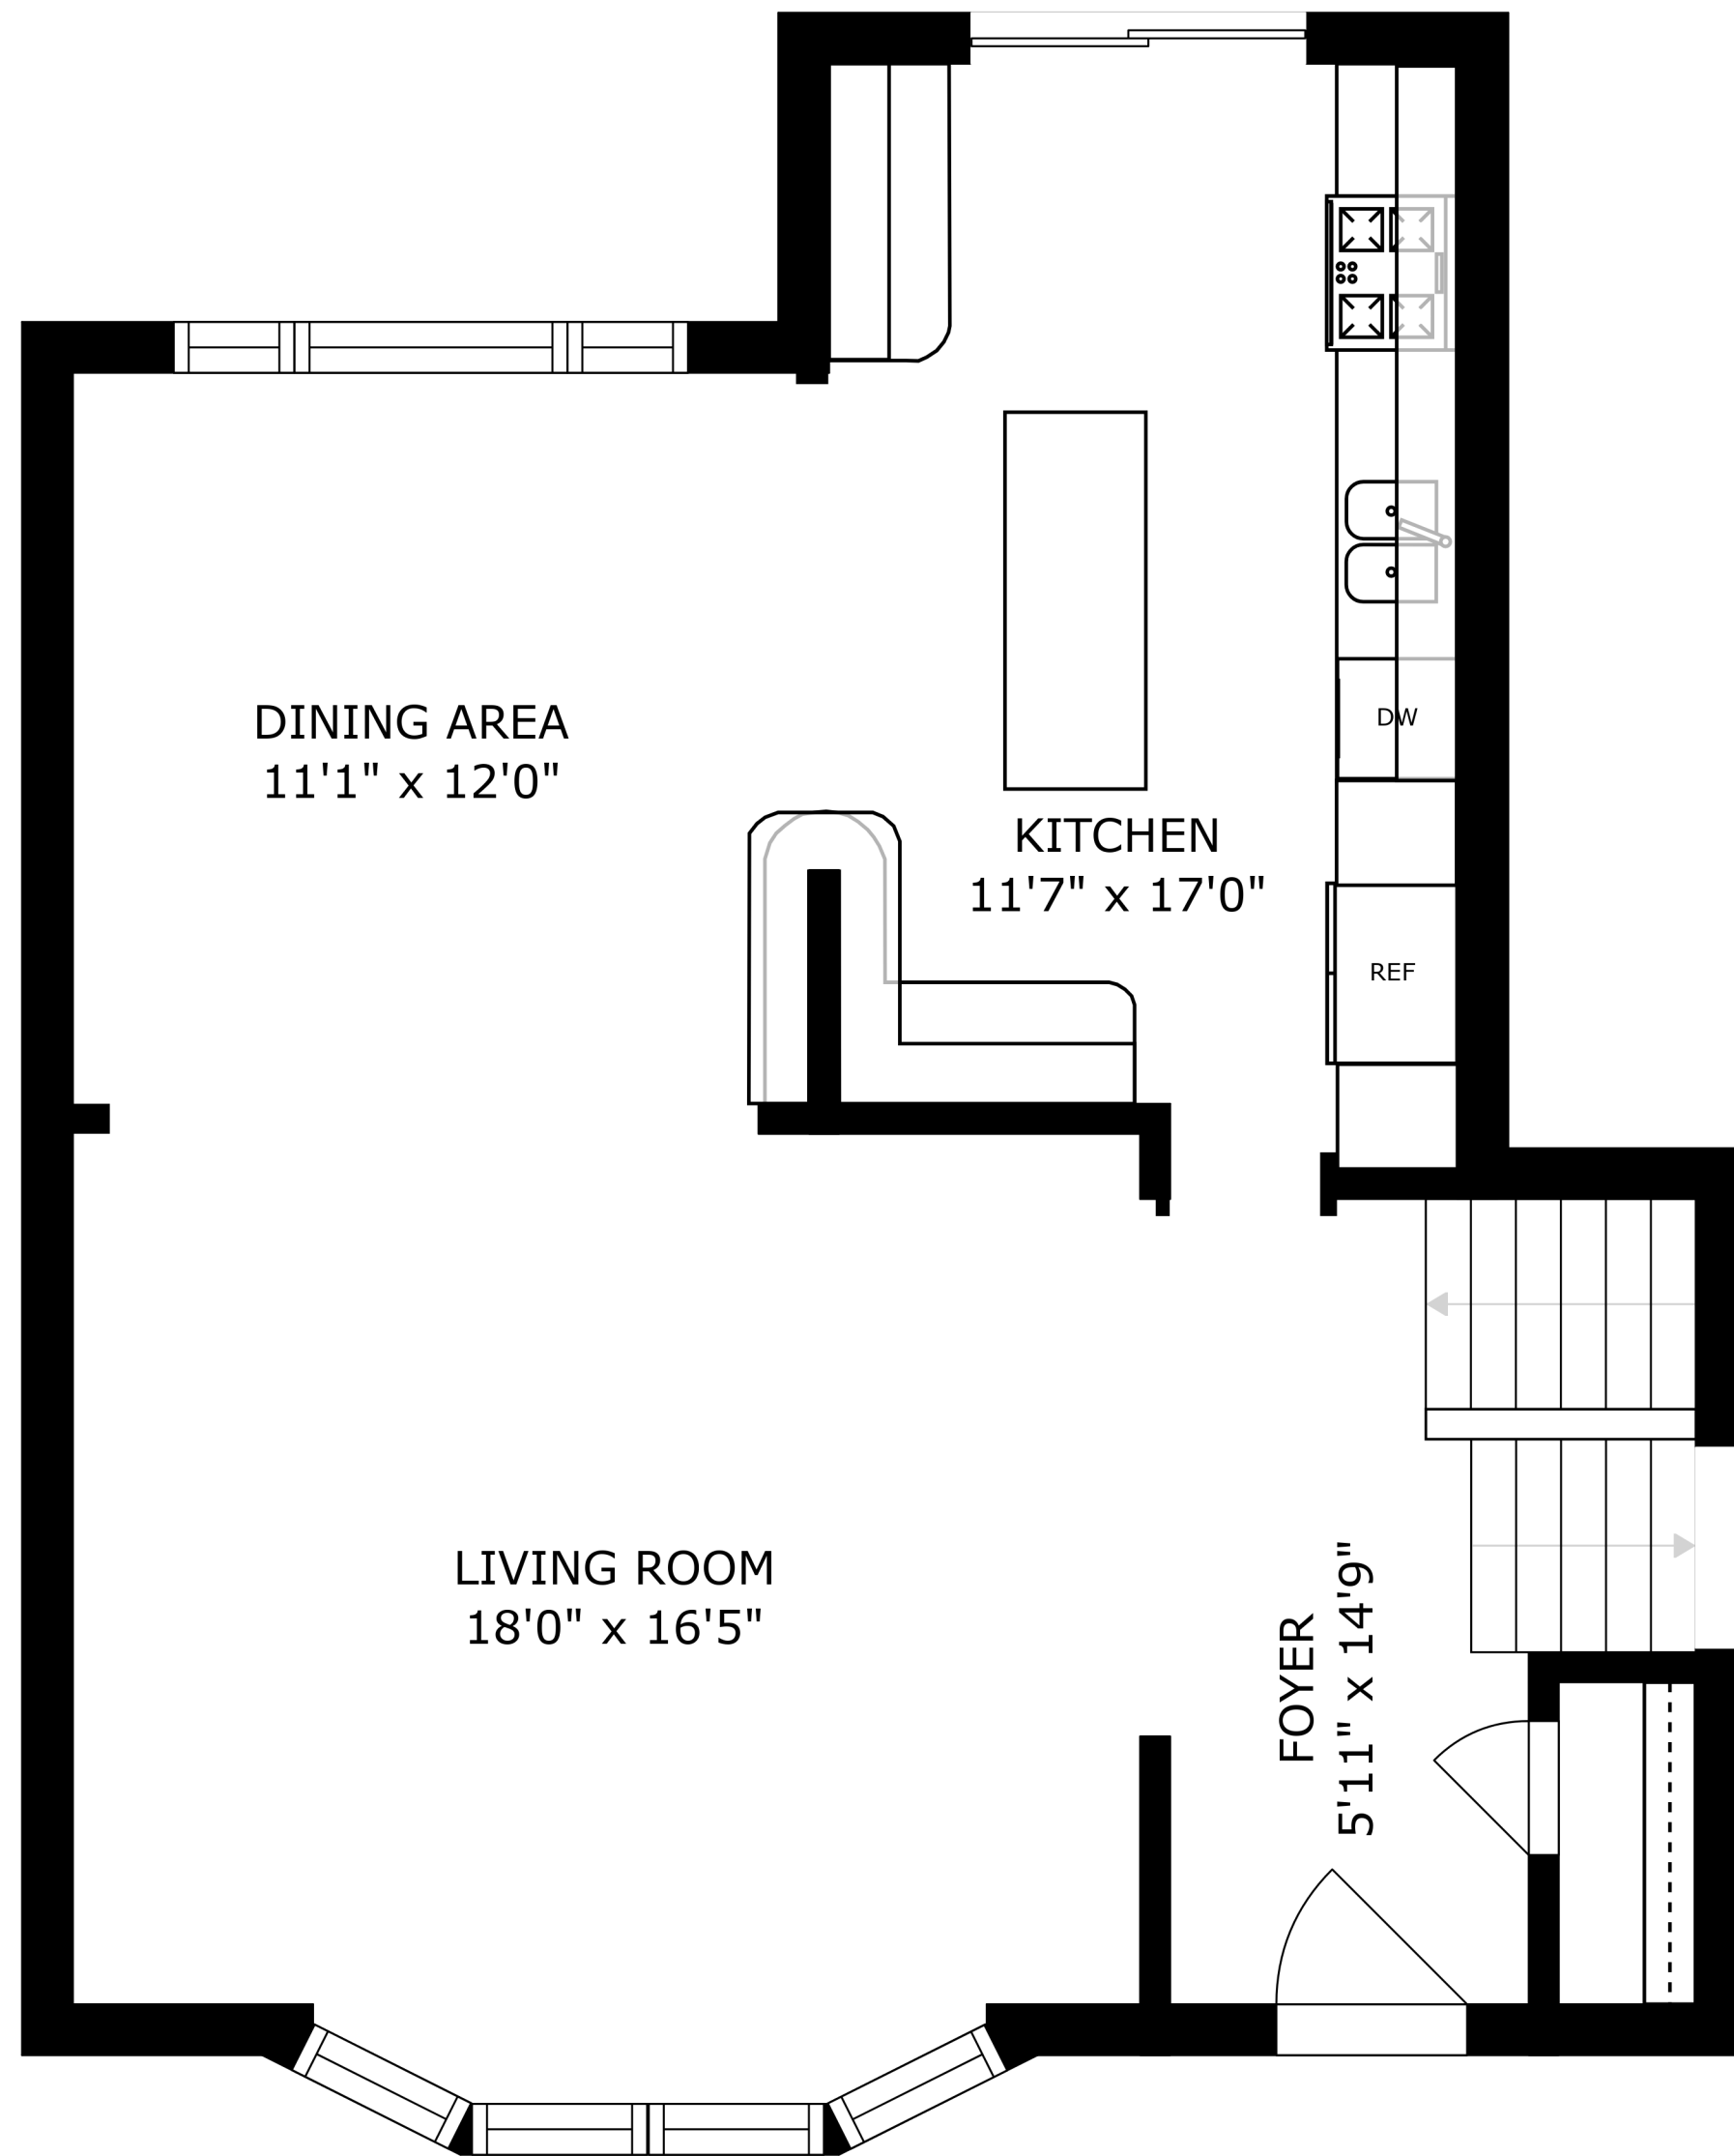 DINING AREA
11'1" x 12'0"
DW
KITCHEN
11'7" x 17'0"
REF
LIVING ROOM
18'0" x 16'5"
FOYER
5'11" x 14'9"